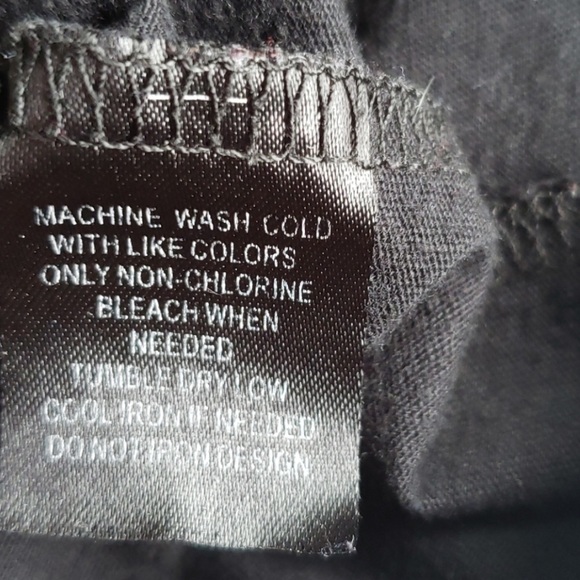 MACHINE WASH COLD
WITH LIKE COLORS
ONLY NON-CHLORINE
BLEACH WHEN
NEEDED
TUMBLE DRY LOW
COOL IRON IF NEEDED
DO NOT IRON DESIGN